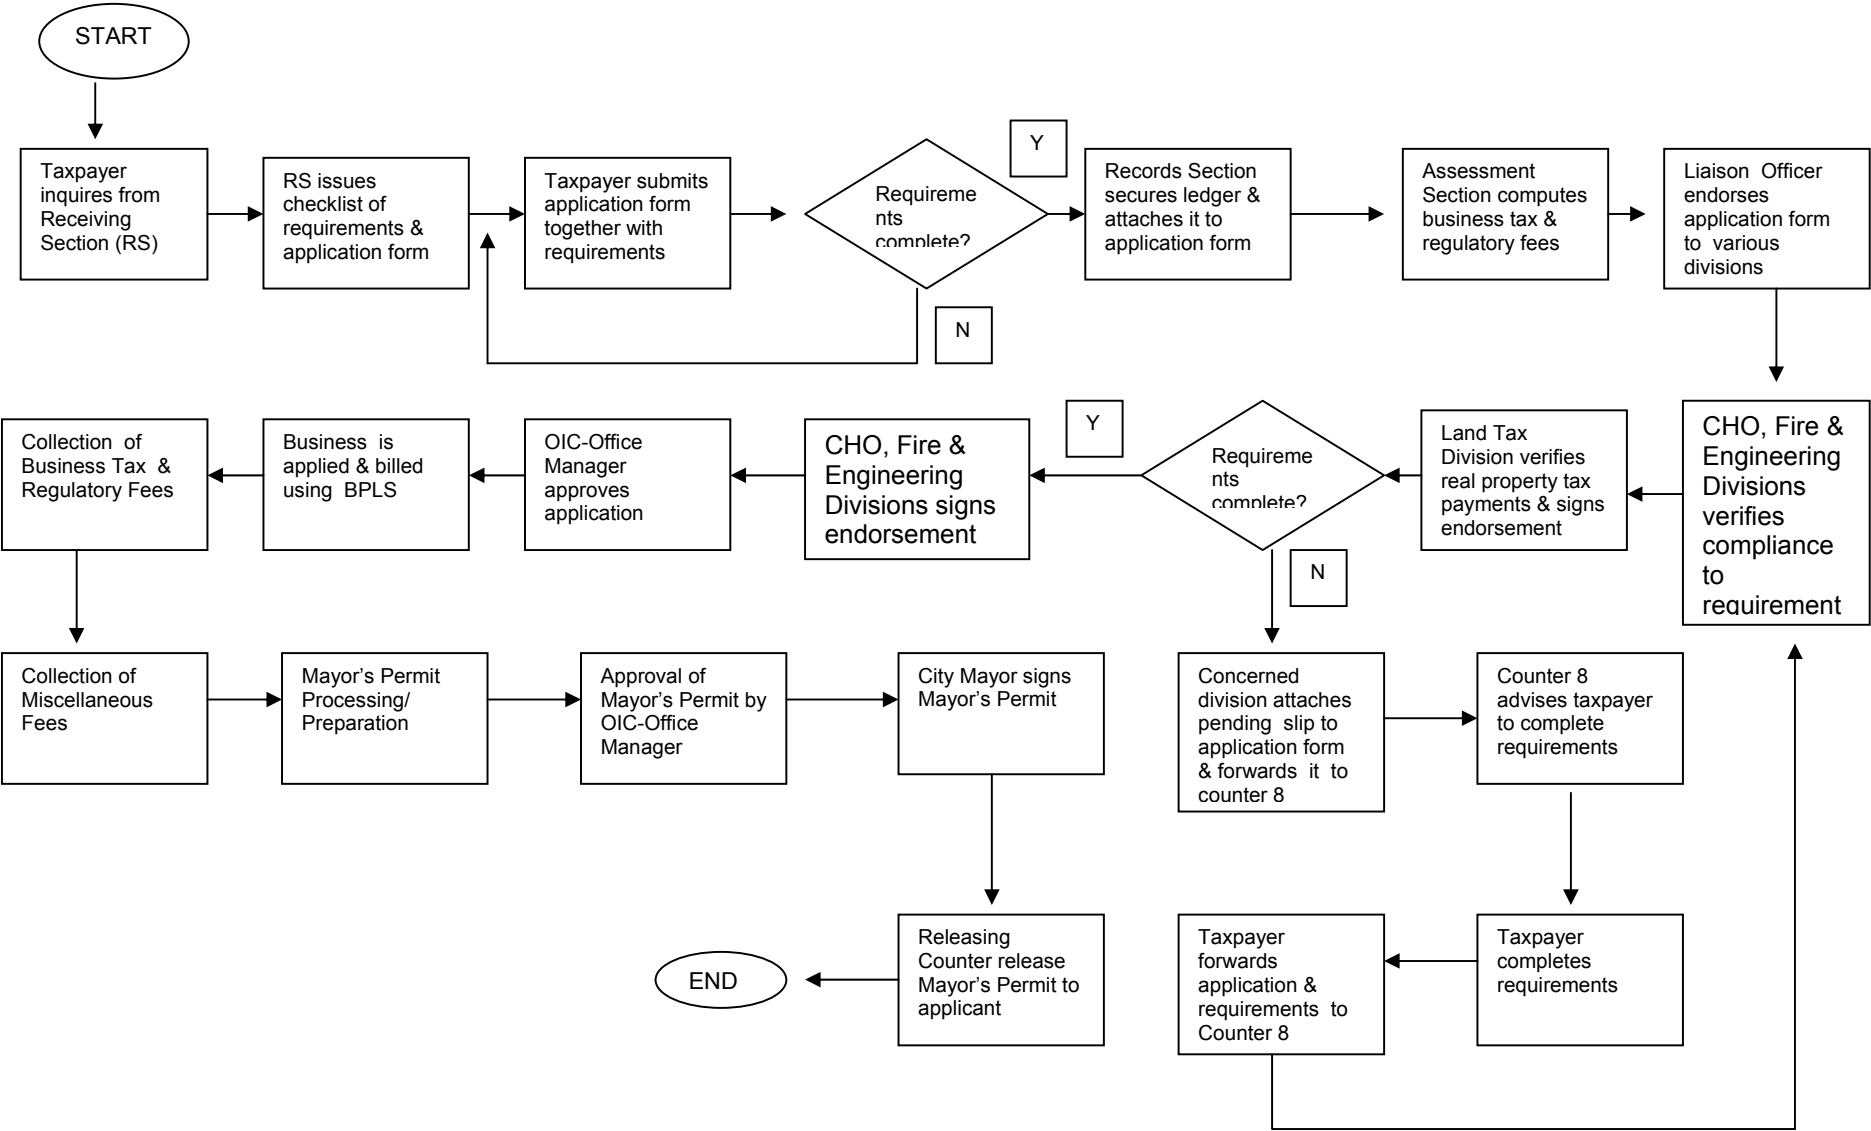 START
Taxpayer
inquires from
Receiving
Section (RS)
RS issues
checklist of
requirements &
application form
Taxpayer submits
application form
together with
requirements
Requireme
nts
complete?
Y
N
Records Section
secures ledger &
attaches it to
application form
Assessment
Section computes
business tax &
regulatory fees
Liaison Officer
endorses
application form
to various
divisions
CHO, Fire &
Engineering
Divisions
verifies
compliance
to
requirement
Land Tax
Division verifies
real property tax
payments & signs
endorsement
Requireme
nts
complete?
Y
N
CHO, Fire &
Engineering
Divisions signs
endorsement
OIC-Office
Manager
approves
application
Business is
applied & billed
using BPLS
Collection of
Business Tax &
Regulatory Fees
Collection of
Miscellaneous
Fees
Mayor’s Permit
Processing/
Preparation
Approval of
Mayor’s Permit by
OIC-Office
Manager
City Mayor signs
Mayor’s Permit
Concerned
division attaches
pending slip to
application form
& forwards it to
counter 8
Counter 8
advises taxpayer
to complete
requirements
Taxpayer
completes
requirements
Taxpayer
forwards
application &
requirements to
Counter 8
Releasing
Counter release
Mayor’s Permit to
applicant
END